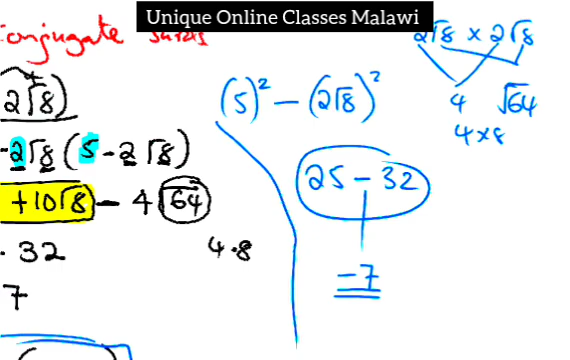 Unique Online Classes Malawi
conjugate surds
2√8)
- 2√8 ( 5 - 2√8)
+10√8 - 4√64
. 32
4.8
7
(5)² - (2√8)²
25 - 32
-7
2√8 × 2√8
4 √64
4×8